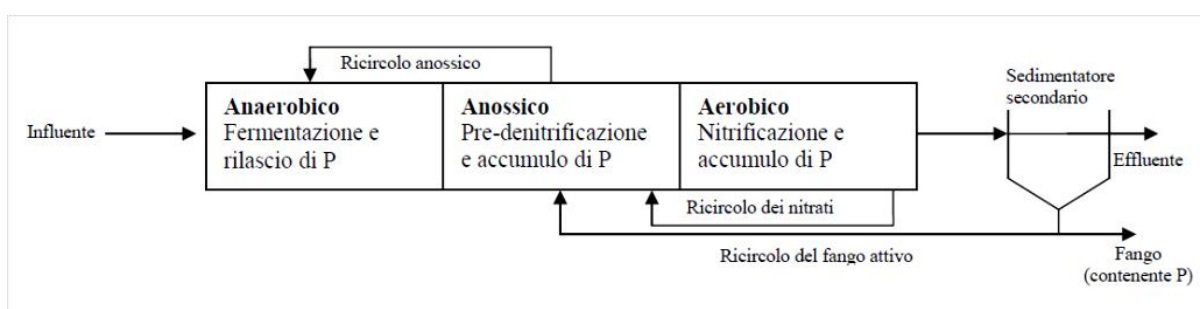 Ricircolo anossico
Sedimentatore
secondario
Influente
Anaerobico
Fermentazione e
rilascio di P
Anossico
Pre-denitrificazione
e accumulo di P
Aerobico
Nitrificazione e
accumulo di P
Effluente
Ricircolo dei nitrati
Ricircolo del fango attivo
Fango
(contenente P)